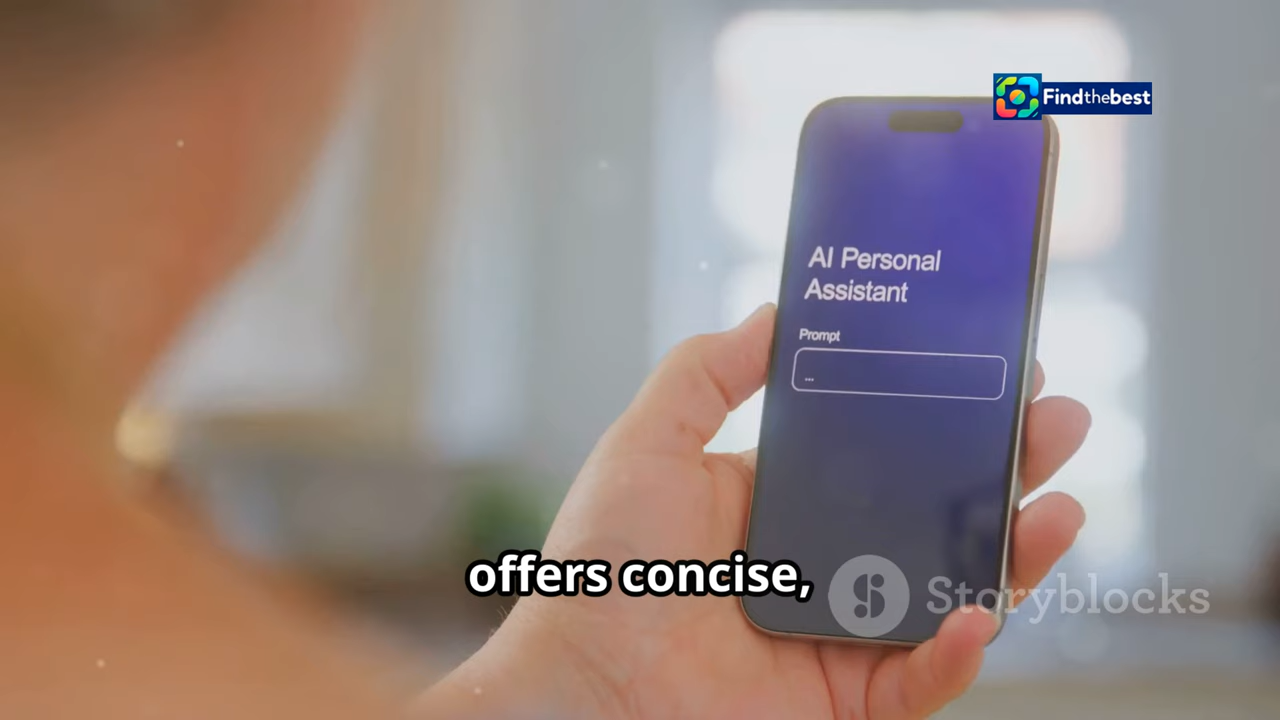 Findthebest
AI Personal
Assistant
Prompt
...
offers concise,
Storyblocks